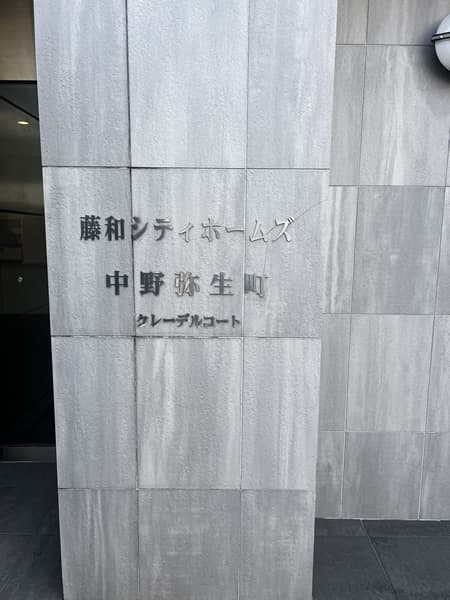 藤和シティホームズ
中野弥生町
クレーデルコート